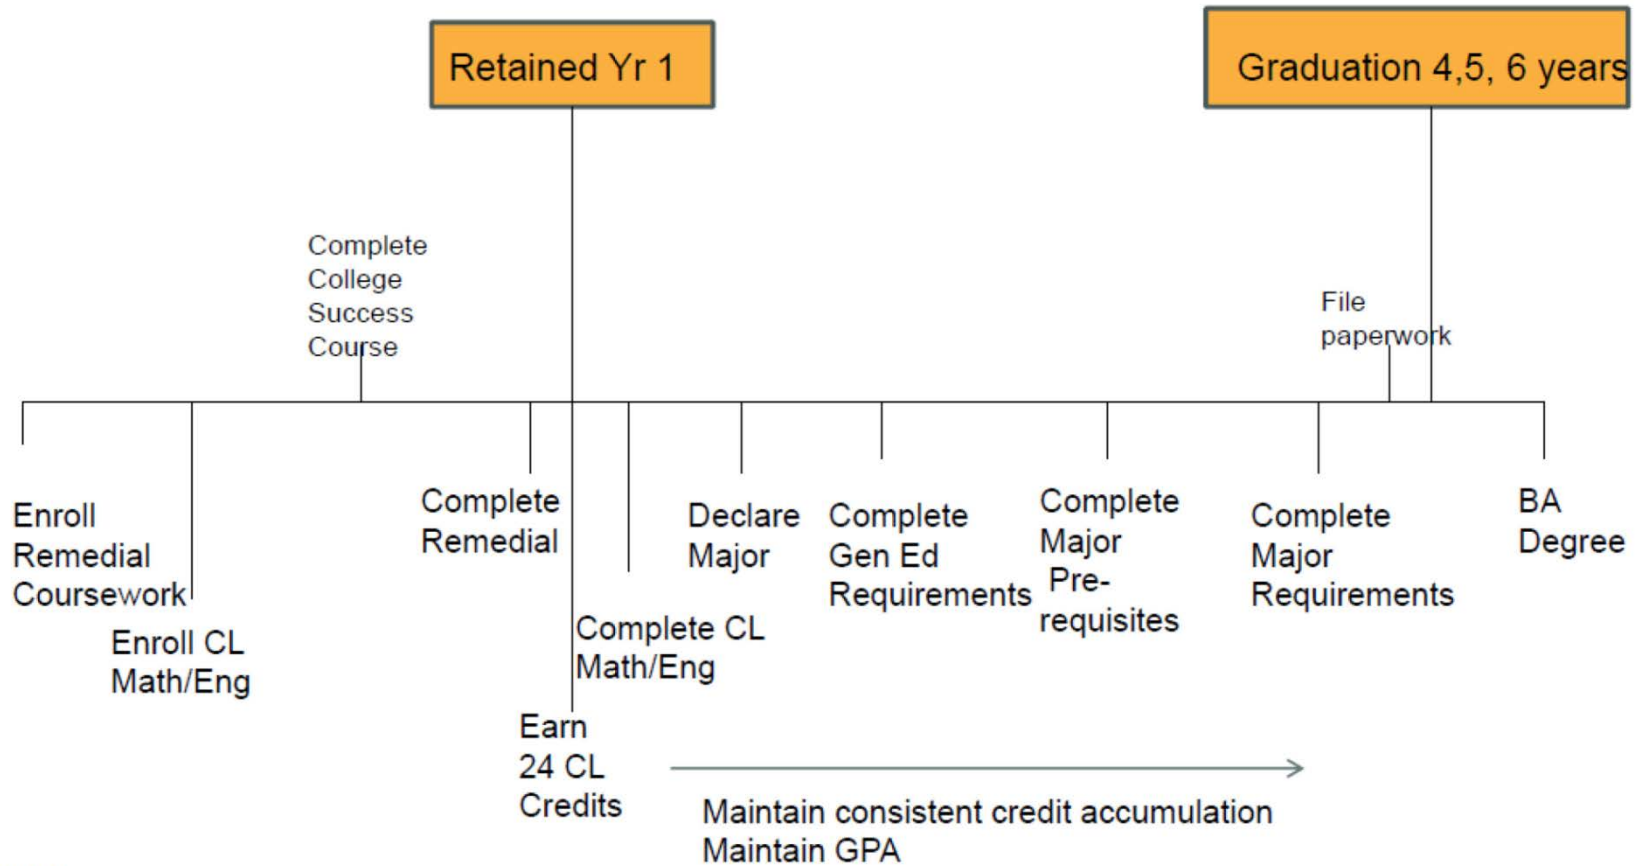 Retained Yr 1
Graduation 4,5, 6 years
Complete
College
Success
Course
File
paperwork
Enroll
Remedial
Coursework
Enroll CL
Math/Eng
Complete
Remedial
Earn
24 CL
Credits
Complete CL
Math/Eng
Declare
Major
Complete
Gen Ed
Requirements
Complete
Major
Pre-
requisites
Complete
Major
Requirements
BA
Degree
Maintain consistent credit accumulation
Maintain GPA